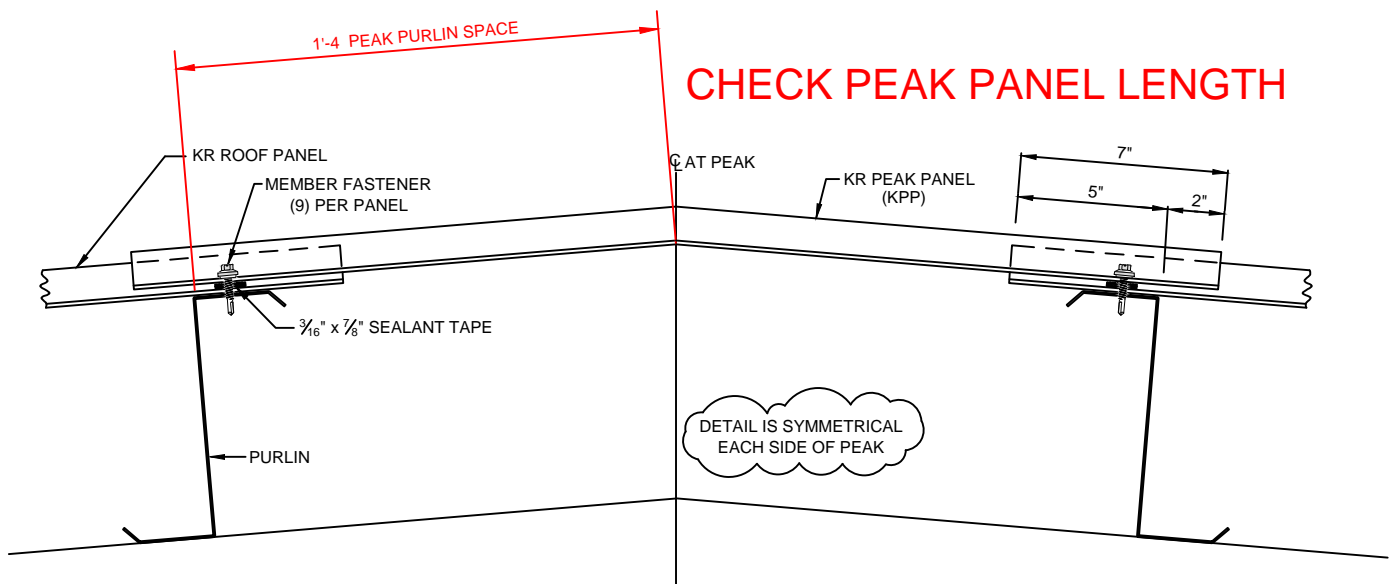 1'-4 PEAK PURLIN SPACE
CHECK PEAK PANEL LENGTH
KR ROOF PANEL
MEMBER FASTENER
(9) PER PANEL
℄ AT PEAK
KR PEAK PANEL
(KPP)
7"
5"
2"
3/16" x 7/8" SEALANT TAPE
DETAIL IS SYMMETRICAL
EACH SIDE OF PEAK
PURLIN